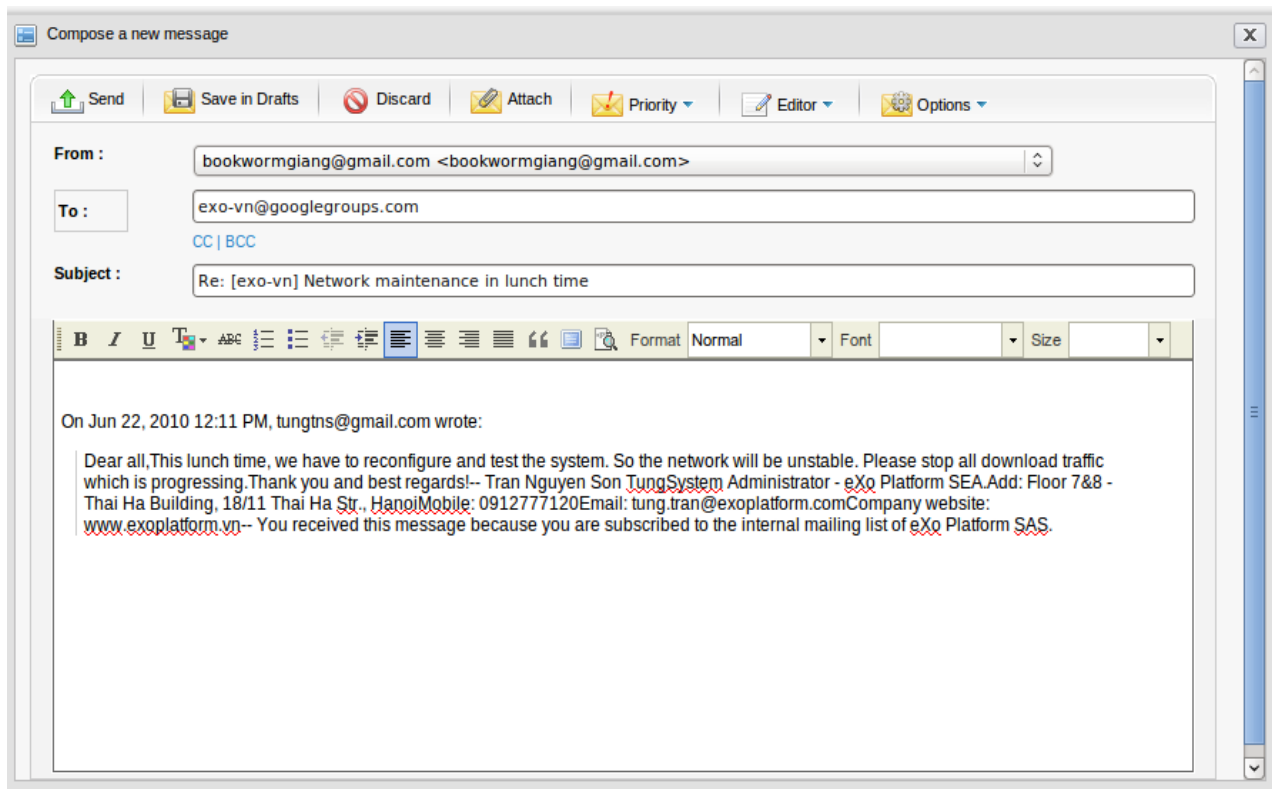 Compose a new message
X
Send Save in Drafts Discard Attach Priority Editor Options
From : bookwormgiang@gmail.com <bookwormgiang@gmail.com>
To : exo-vn@googlegroups.com
CC | BCC
Subject : Re: [exo-vn] Network maintenance in lunch time
B I U T ABC Format Normal Font Size
On Jun 22, 2010 12:11 PM, tungtns@gmail.com wrote:
Dear all,This lunch time, we have to reconfigure and test the system. So the network will be unstable. Please stop all download traffic
which is progressing.Thank you and best regards!-- Tran Nguyen Son TungSystem Administrator - eXo Platform SEA.Add: Floor 7&8 -
Thai Ha Building, 18/11 Thai Ha Str., HanoiMobile: 0912777120Email: tung.tran@exoplatform.comCompany website:
www.exoplatform.vn-- You received this message because you are subscribed to the internal mailing list of eXo Platform SAS.